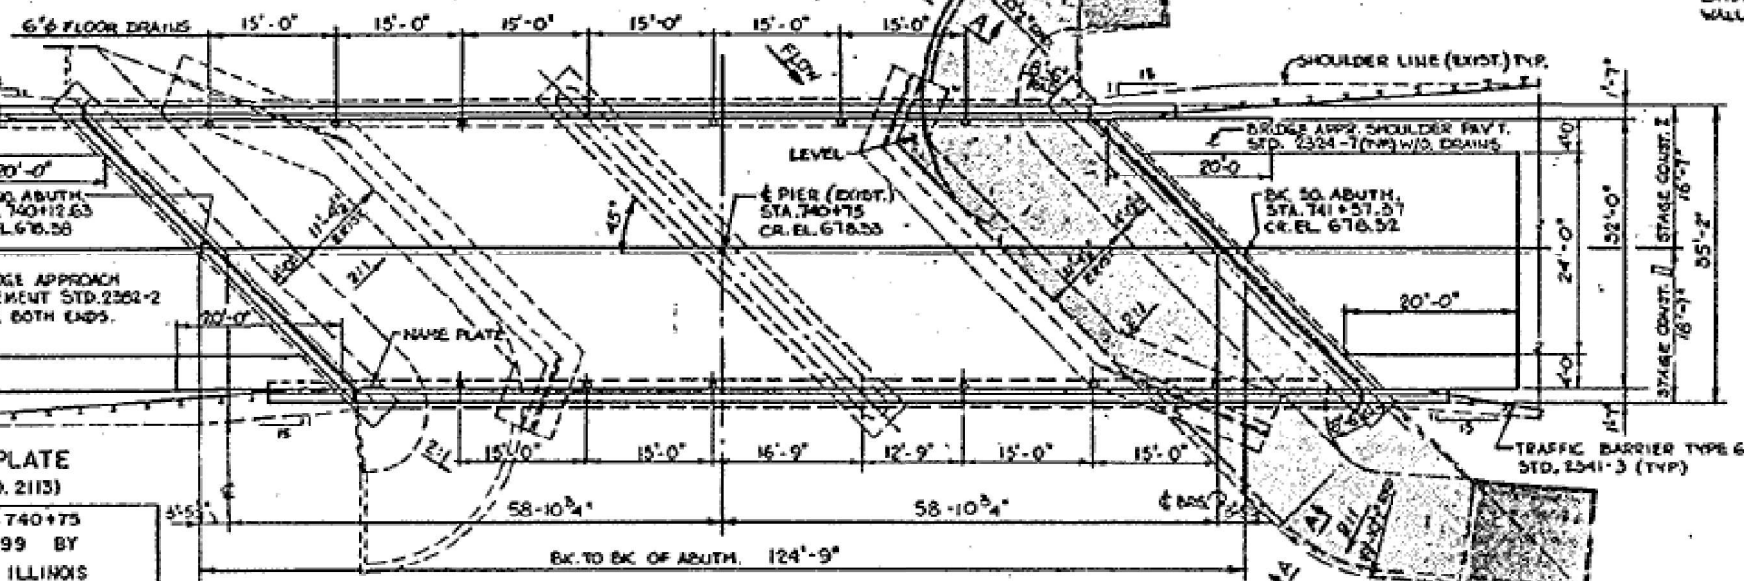 WALL
6"φ FLOOR DRAINS
15'-0"
15'-0"
15'-0"
15'-0"
15'-0"
15'-0"
A
FLOW
SHOULDER LINE (EXIST.) TYP.
15
1'-7"
BRIDGE APPR. SHOULDER PAV'T.
STD. 2324-7 (TYP.) W/O. DRAINS
LEVEL
20'-0"
20'-0
4'-0
¢ PIER (EXIST.)
STA. 740+75
CR. EL. 678.53
BK. SO. ABUTM.
STA. 741+57.37
CR. EL. 678.52
SO. ABUTM.
740+12.63
EL. 678.58
45°
2:1
24'-0"
32'-0"
STAGE CONST. I
16'-7"
35'-2"
STAGE CONST. II
DGE APPROACH
EMENT STD. 2362-2
BOTH ENDS.
20'-0"
NAME PLATE
2:1
20'-0"
4'-0
1'-7
15
15
2:1
15'-0"
15'-0"
16'-9"
12'-9"
15'-0"
15'-0"
TRAFFIC BARRIER TYPE 6
STD. 2341-3 (TYP)
PLATE
. 2113)
740+75
99 BY
ILLINOIS
58-10¾"
58-10¾"
¢ BRG.
A
2:1
BK. TO BK. OF ABUTM. 124'-9"
A